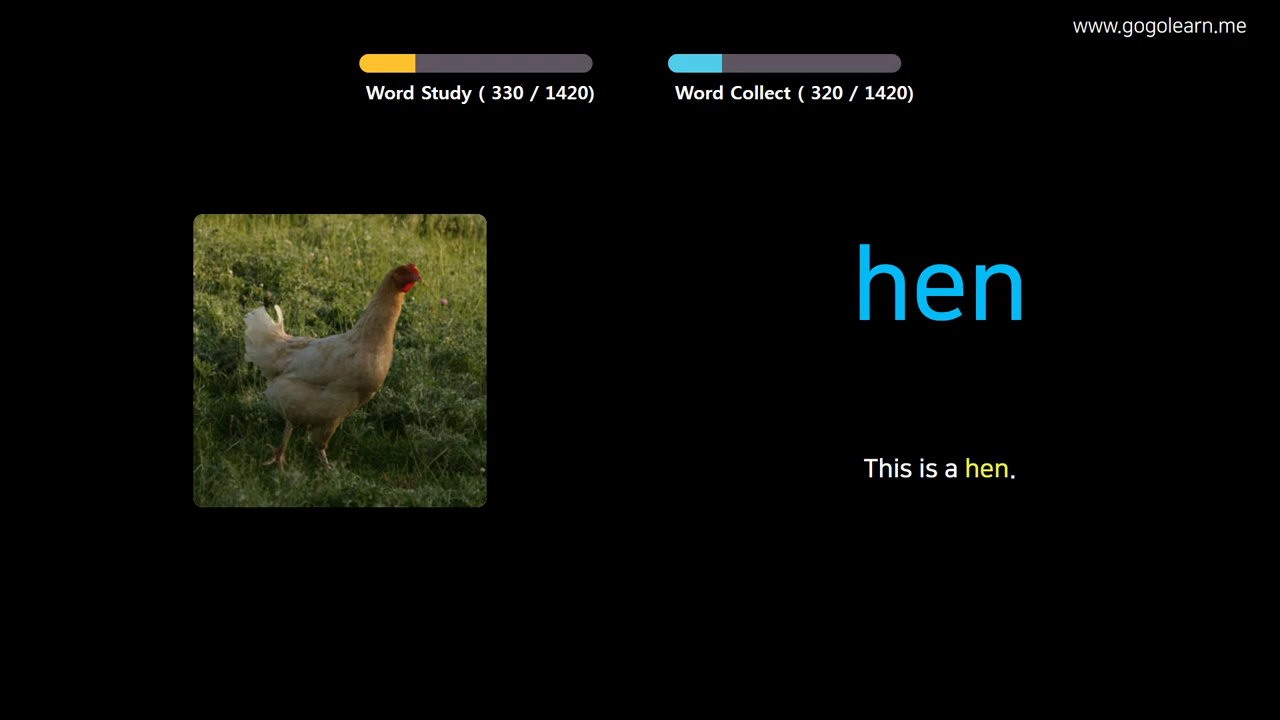 www.gogolearn.me
Word Study ( 330 / 1420)
Word Collect ( 320 / 1420)
hen
This is a hen.